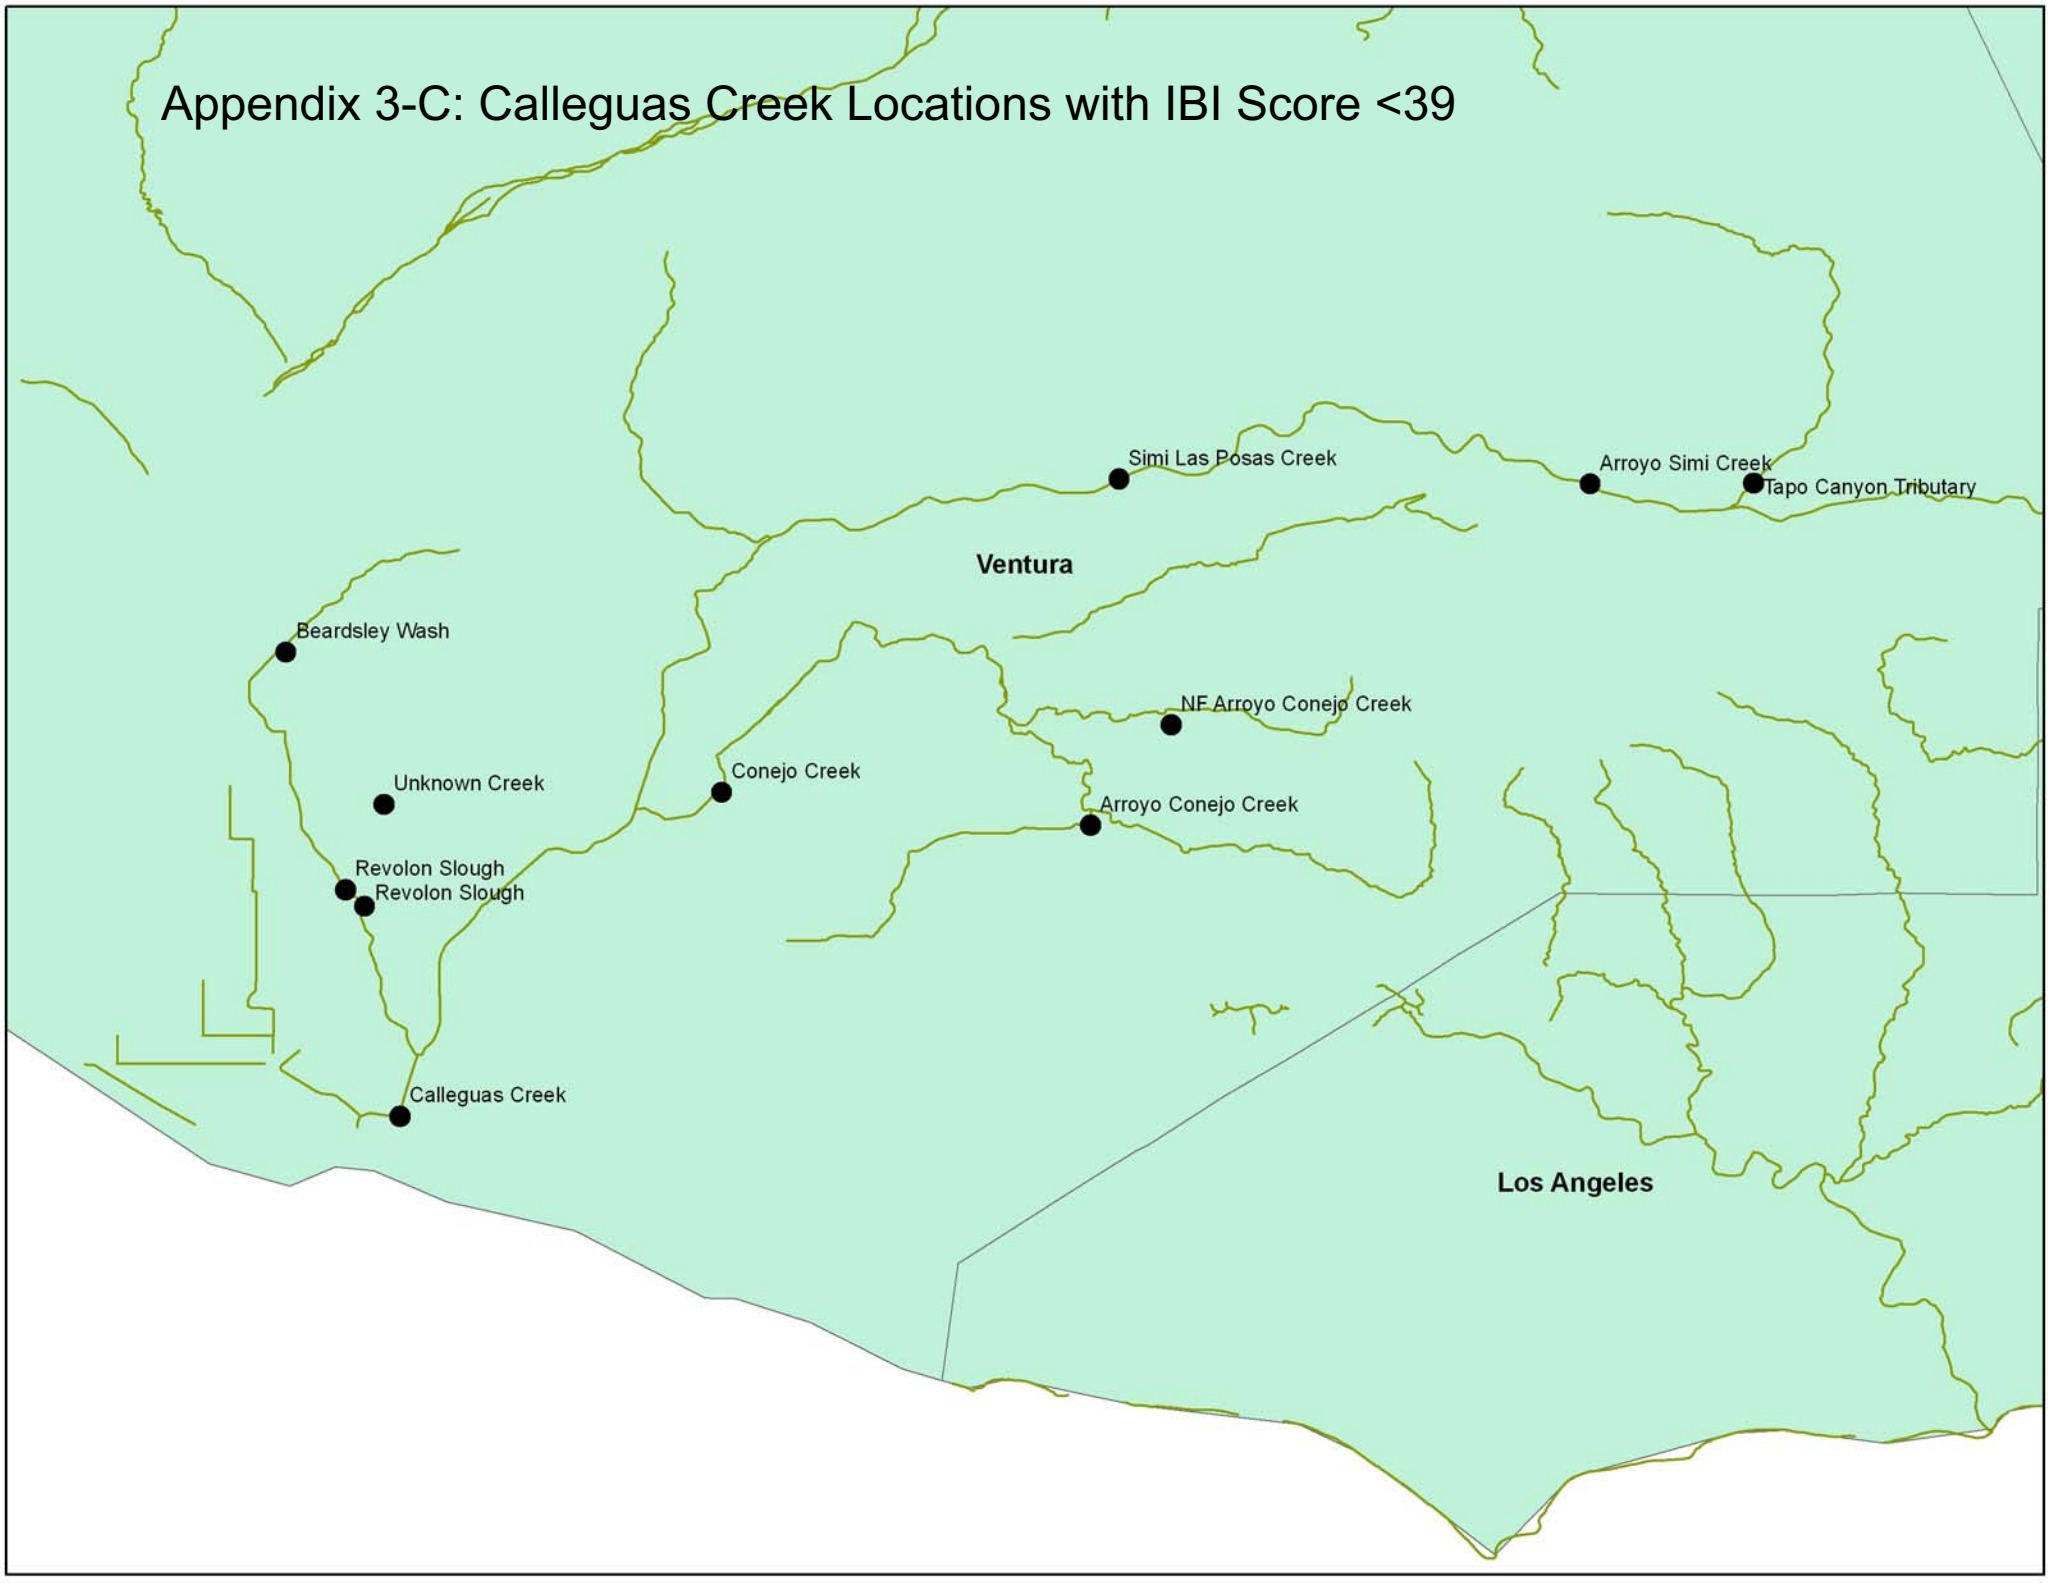 Appendix 3-C: Calleguas Creek Locations with IBI Score <39
Simi Las Posas Creek
Arroyo Simi Creek
Tapo Canyon Tributary
Ventura
Beardsley Wash
NF Arroyo Conejo Creek
Conejo Creek
Unknown Creek
Arroyo Conejo Creek
Revolon Slough
Revolon Slough
Calleguas Creek
Los Angeles